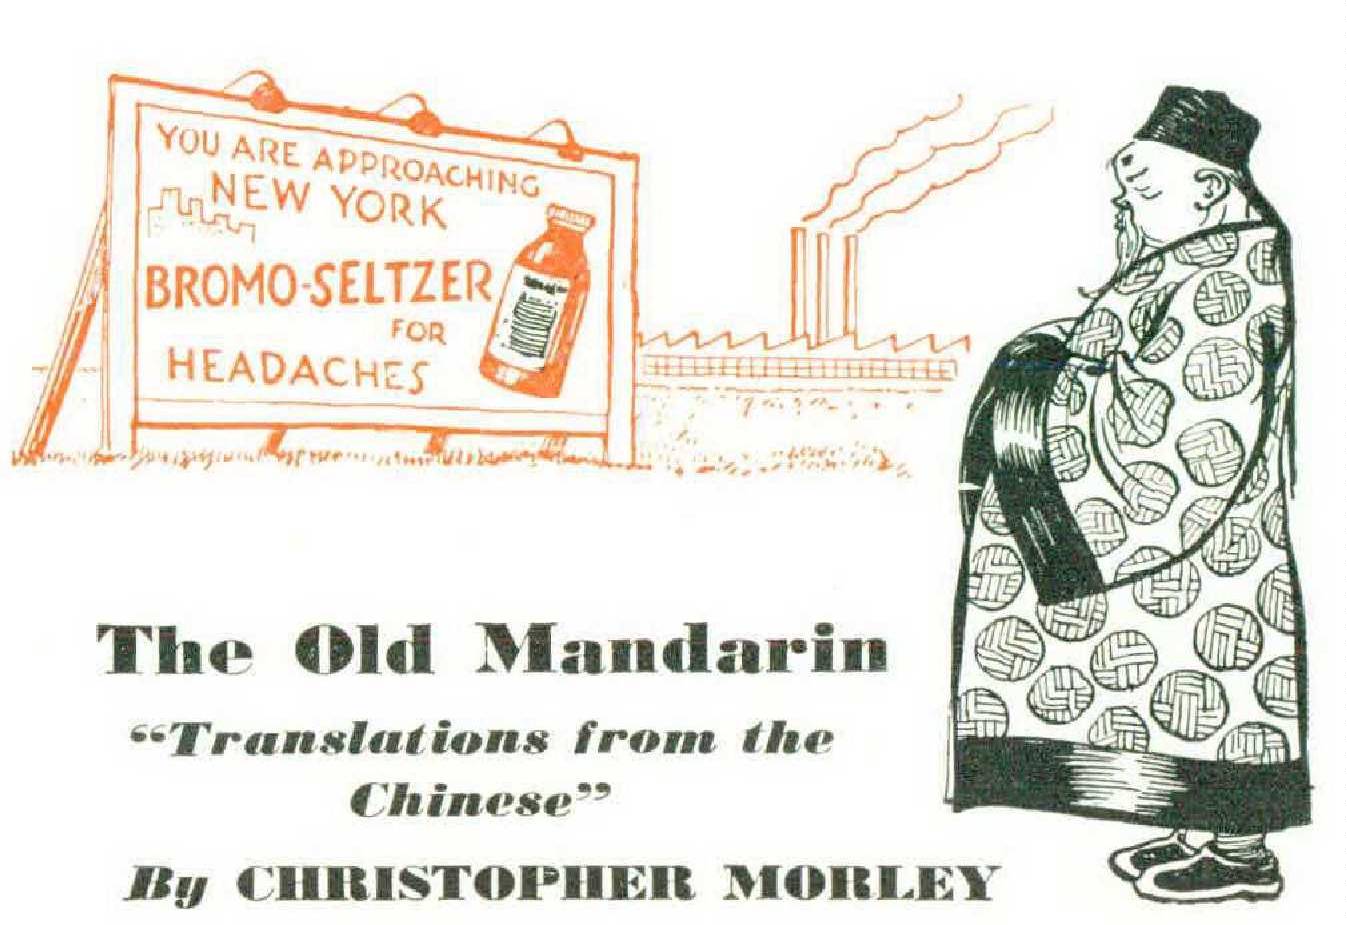 YOU ARE APPROACHING
NEW YORK
BROMO-SELTZER
FOR
HEADACHES
The Old Mandarin
“Translations from the
Chinese”
By CHRISTOPHER MORLEY